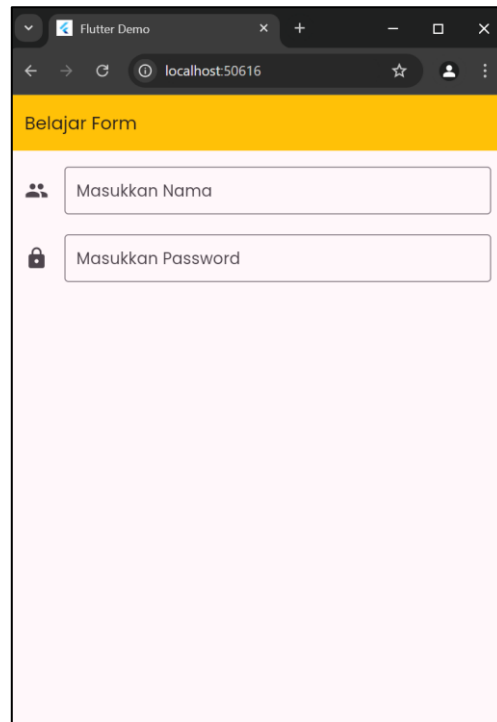 Flutter Demo
localhost:50616
Belajar Form
Masukkan Nama
Masukkan Password